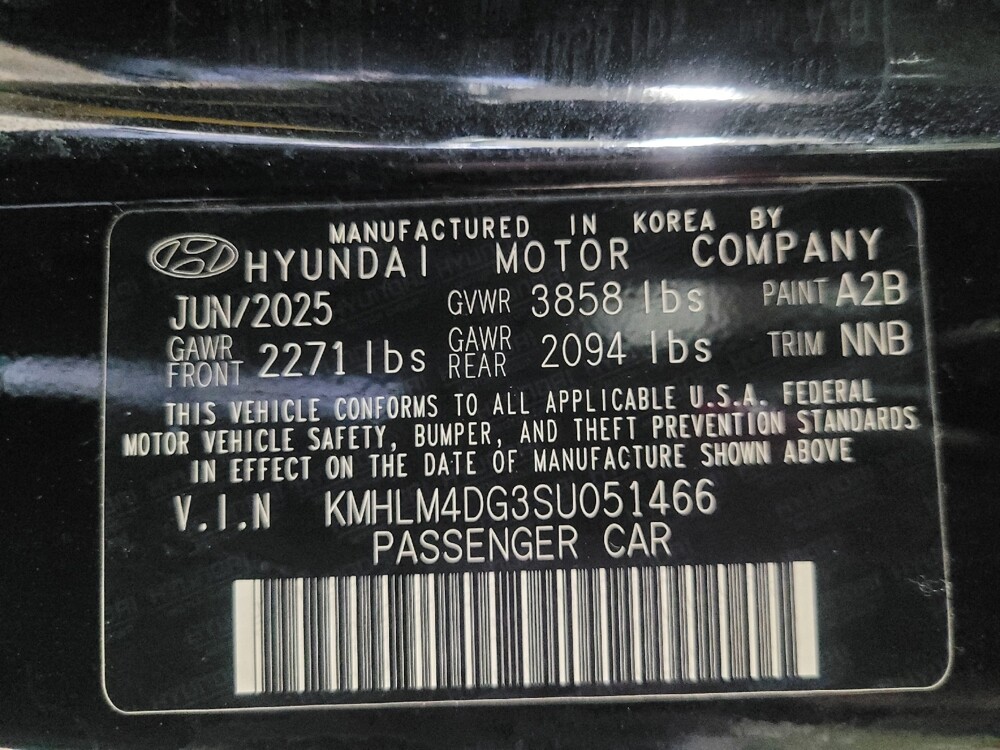 MANUFACTURED IN KOREA BY
HYUNDAI MOTOR COMPANY
JUN/2025 GVWR 3858 lbs PAINT A2B
GAWR FRONT 2271 lbs GAWR REAR 2094 lbs TRIM NNB
THIS VEHICLE CONFORMS TO ALL APPLICABLE U.S.A. FEDERAL
MOTOR VEHICLE SAFETY, BUMPER, AND THEFT PREVENTION STANDARDS
IN EFFECT ON THE DATE OF MANUFACTURE SHOWN ABOVE
V.I.N KMHLM4DG3SU051466
PASSENGER CAR